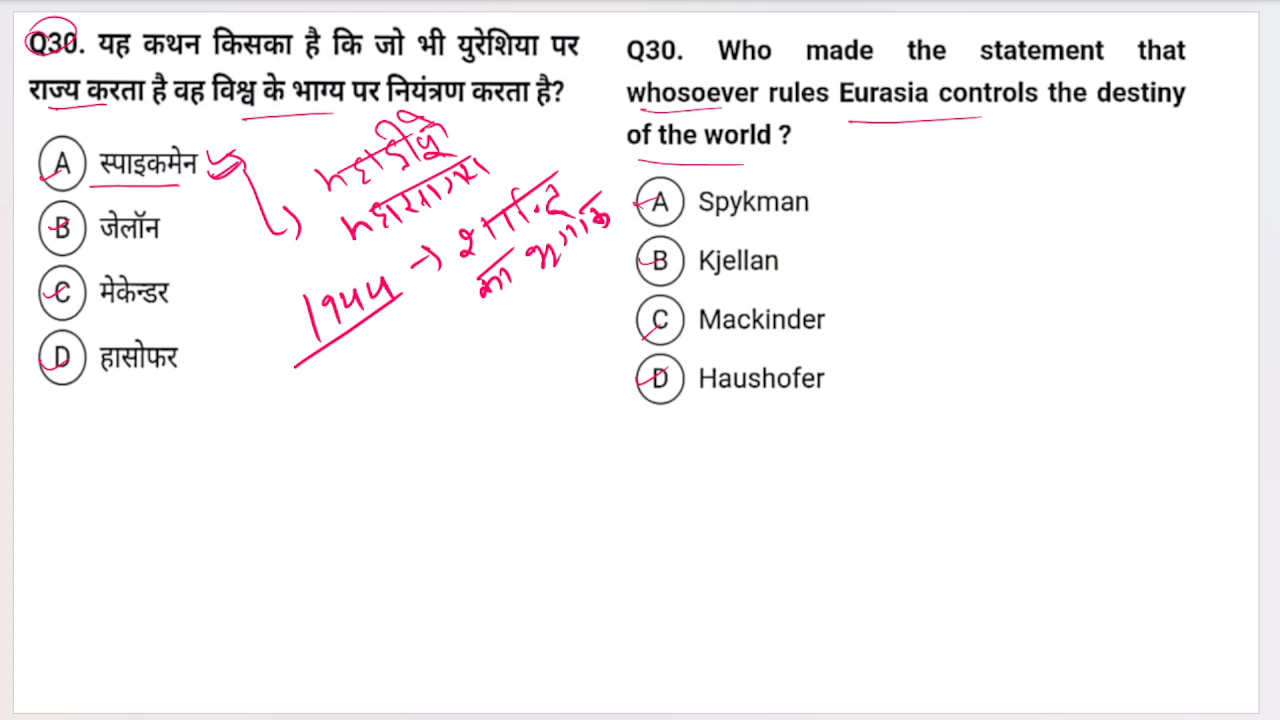 Q30. यह कथन किसका है कि जो भी युरेशिया पर
राज्य करता है वह विश्व के भाग्य पर नियंत्रण करता है?
A स्पाइकमेन
B जेलॉन
C मेकेन्डर
D हासोफर
१९४४ →
का भूगोल
Q30. Who made the statement that
whosoever rules Eurasia controls the destiny
of the world ?
A Spykman
B Kjellan
C Mackinder
D Haushofer